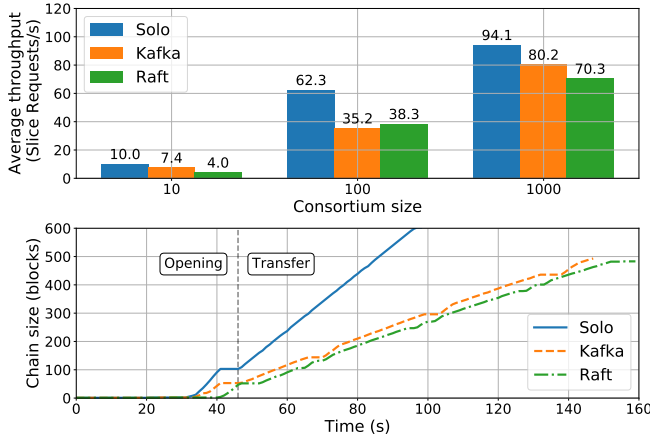 Average throughput
(Slice Requests/s)
120
100
80
60
40
20
0
Solo
Kafka
Raft
10.0
7.4
4.0
62.3
35.2
38.3
94.1
80.2
70.3
10
100
1000
Consortium size
Chain size (blocks)
600
500
400
300
200
100
0
Opening
Transfer
Solo
Kafka
Raft
0
20
40
60
80
100
120
140
160
Time (s)